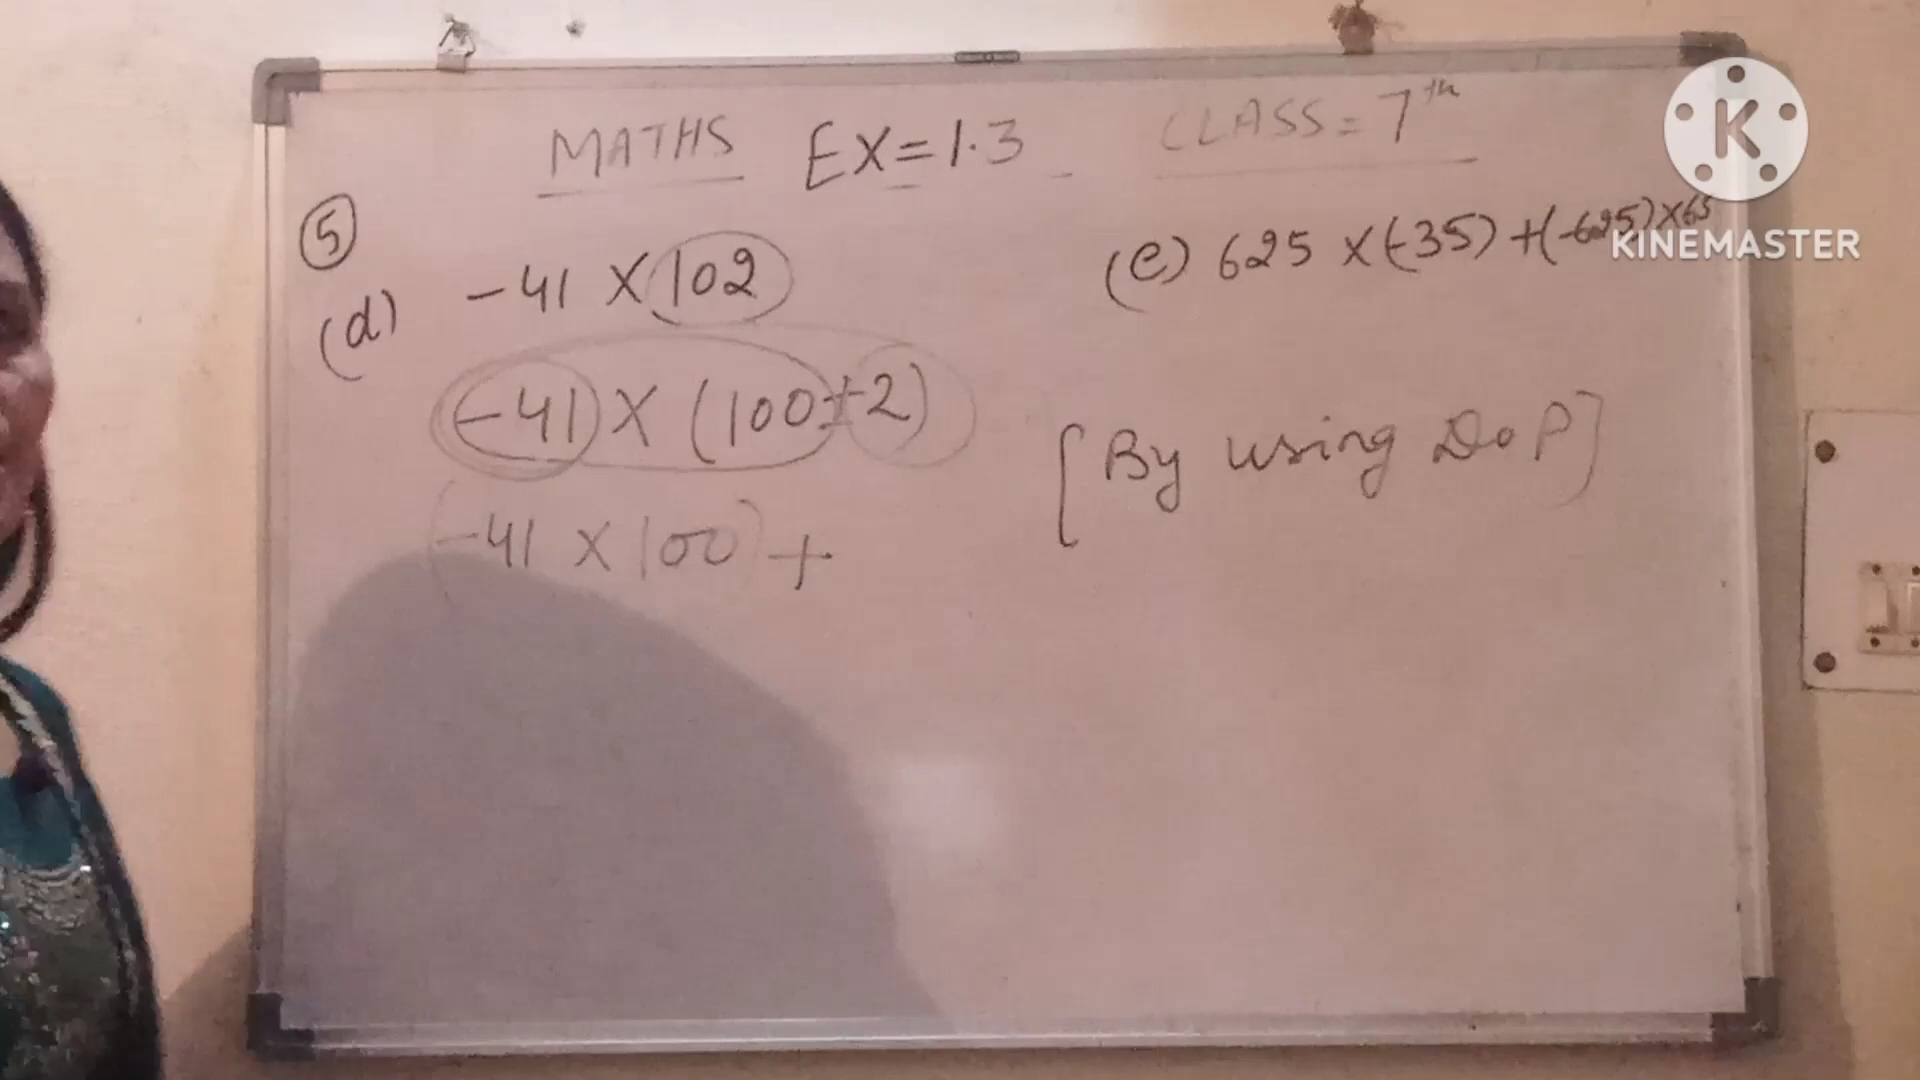 MATHS EX=1.3 CLASS=7th
5
(d) -41 X 102
-41 X (100+2)
-41 X 100) +
(e) 625 X (-35) +(-625) X 65
[By using DoP]
K
KINEMASTER